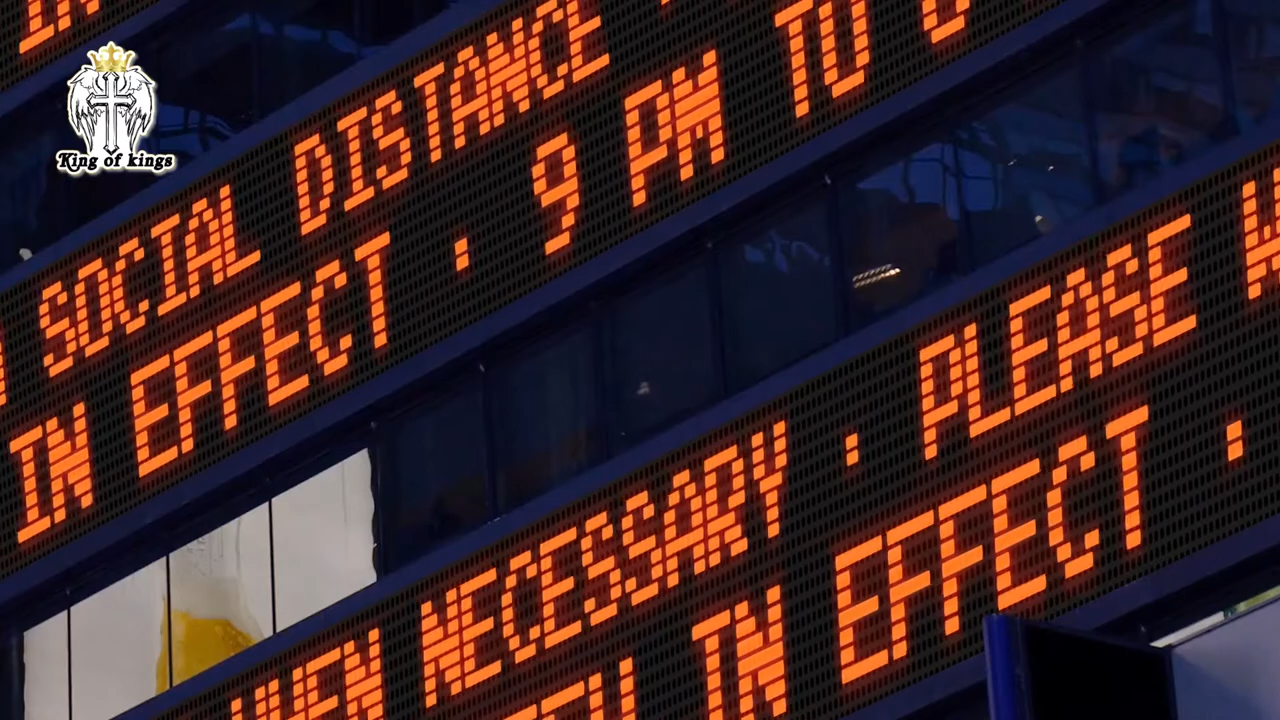 King of kings
SOCIAL DISTANCE
IN EFFECT : 9 PM TO
WHEN NECESSARY : PLEASE
IN EFFECT :